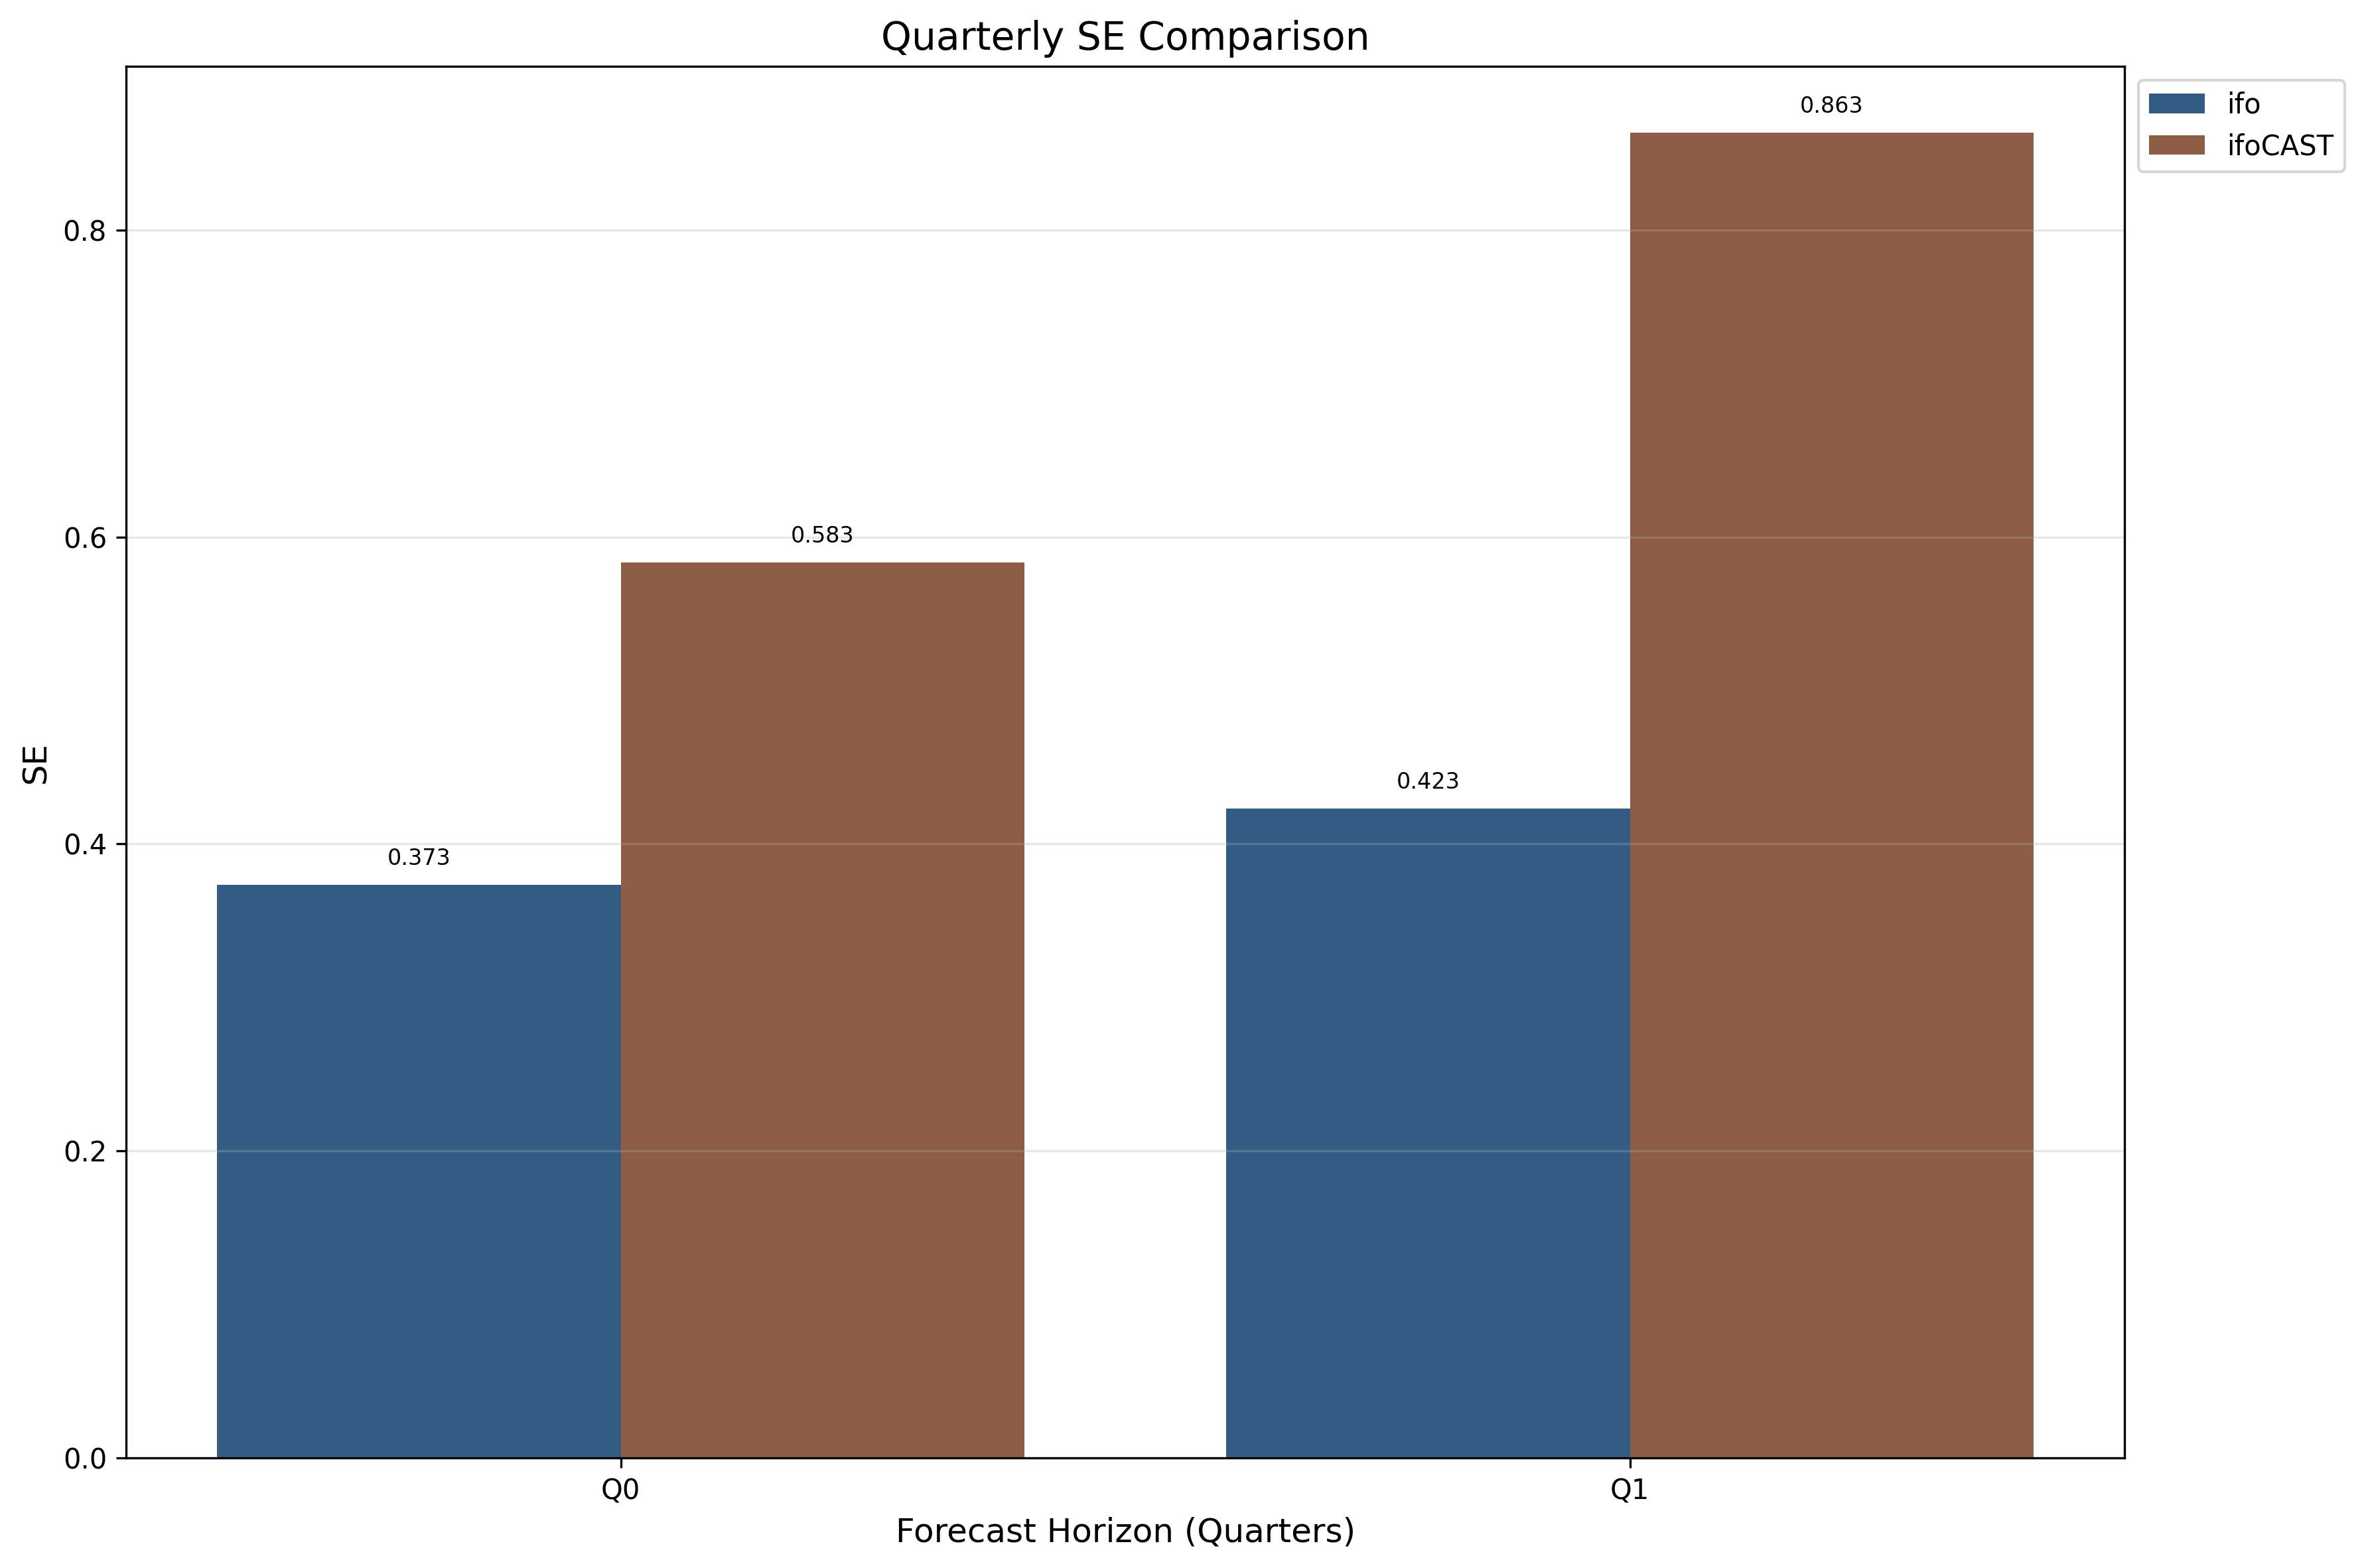 Quarterly SE Comparison
ifo
ifoCAST
0.863
0.8
0.6
0.583
0.423
0.4
0.373
0.2
0.0
SE
Q0
Q1
Forecast Horizon (Quarters)